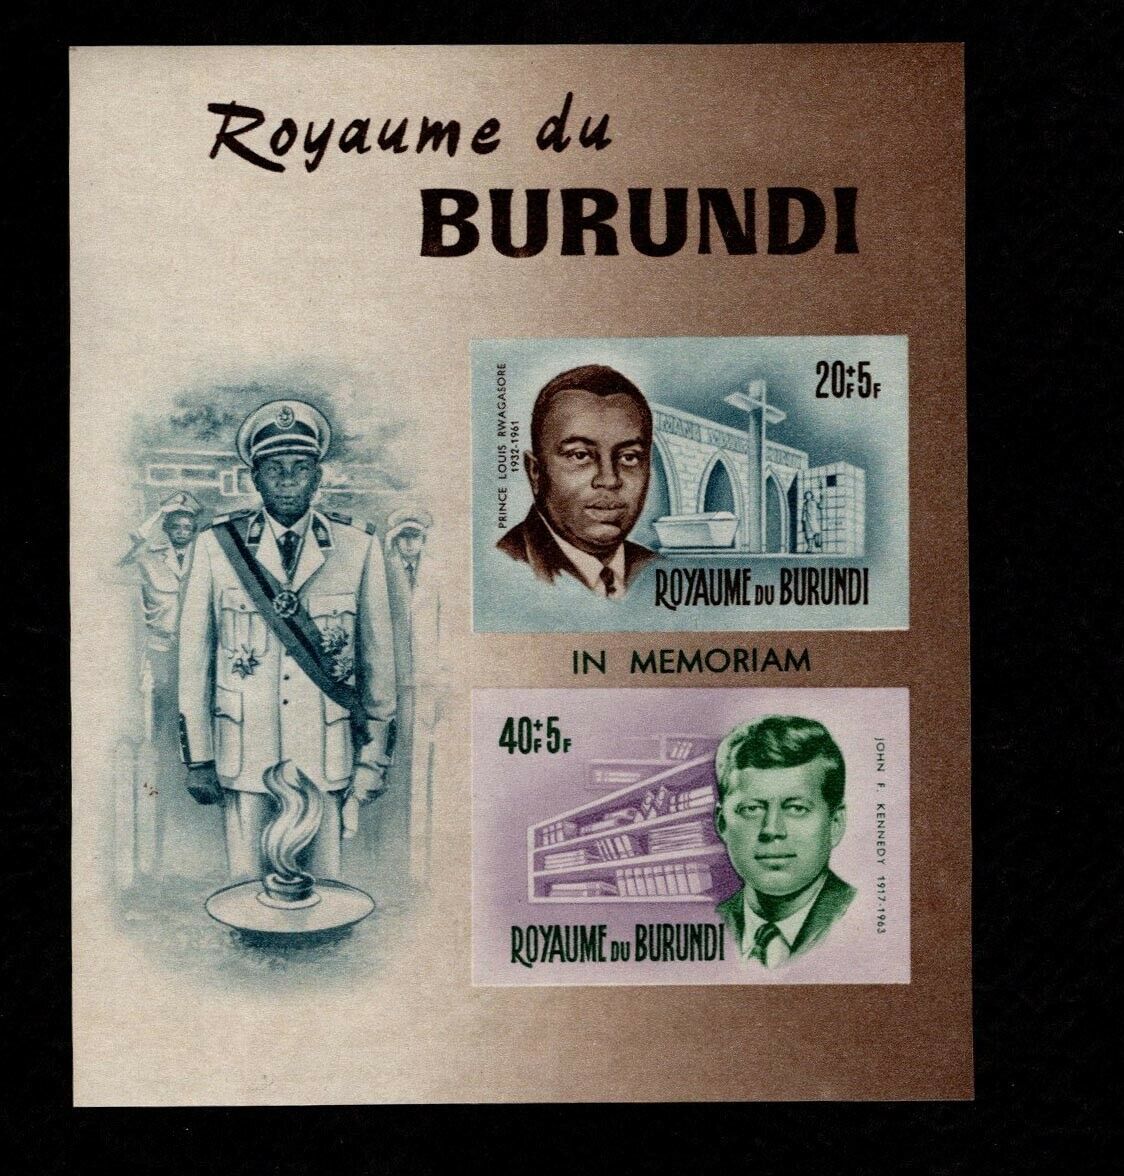 Royaume du
BURUNDI
PRINCE LOUIS RWAGASORE
1932-1961
20F+5F
ROYAUME DU BURUNDI
IN MEMORIAM
40F+5F
JOHN F. KENNEDY 1917-1963
ROYAUME DU BURUNDI